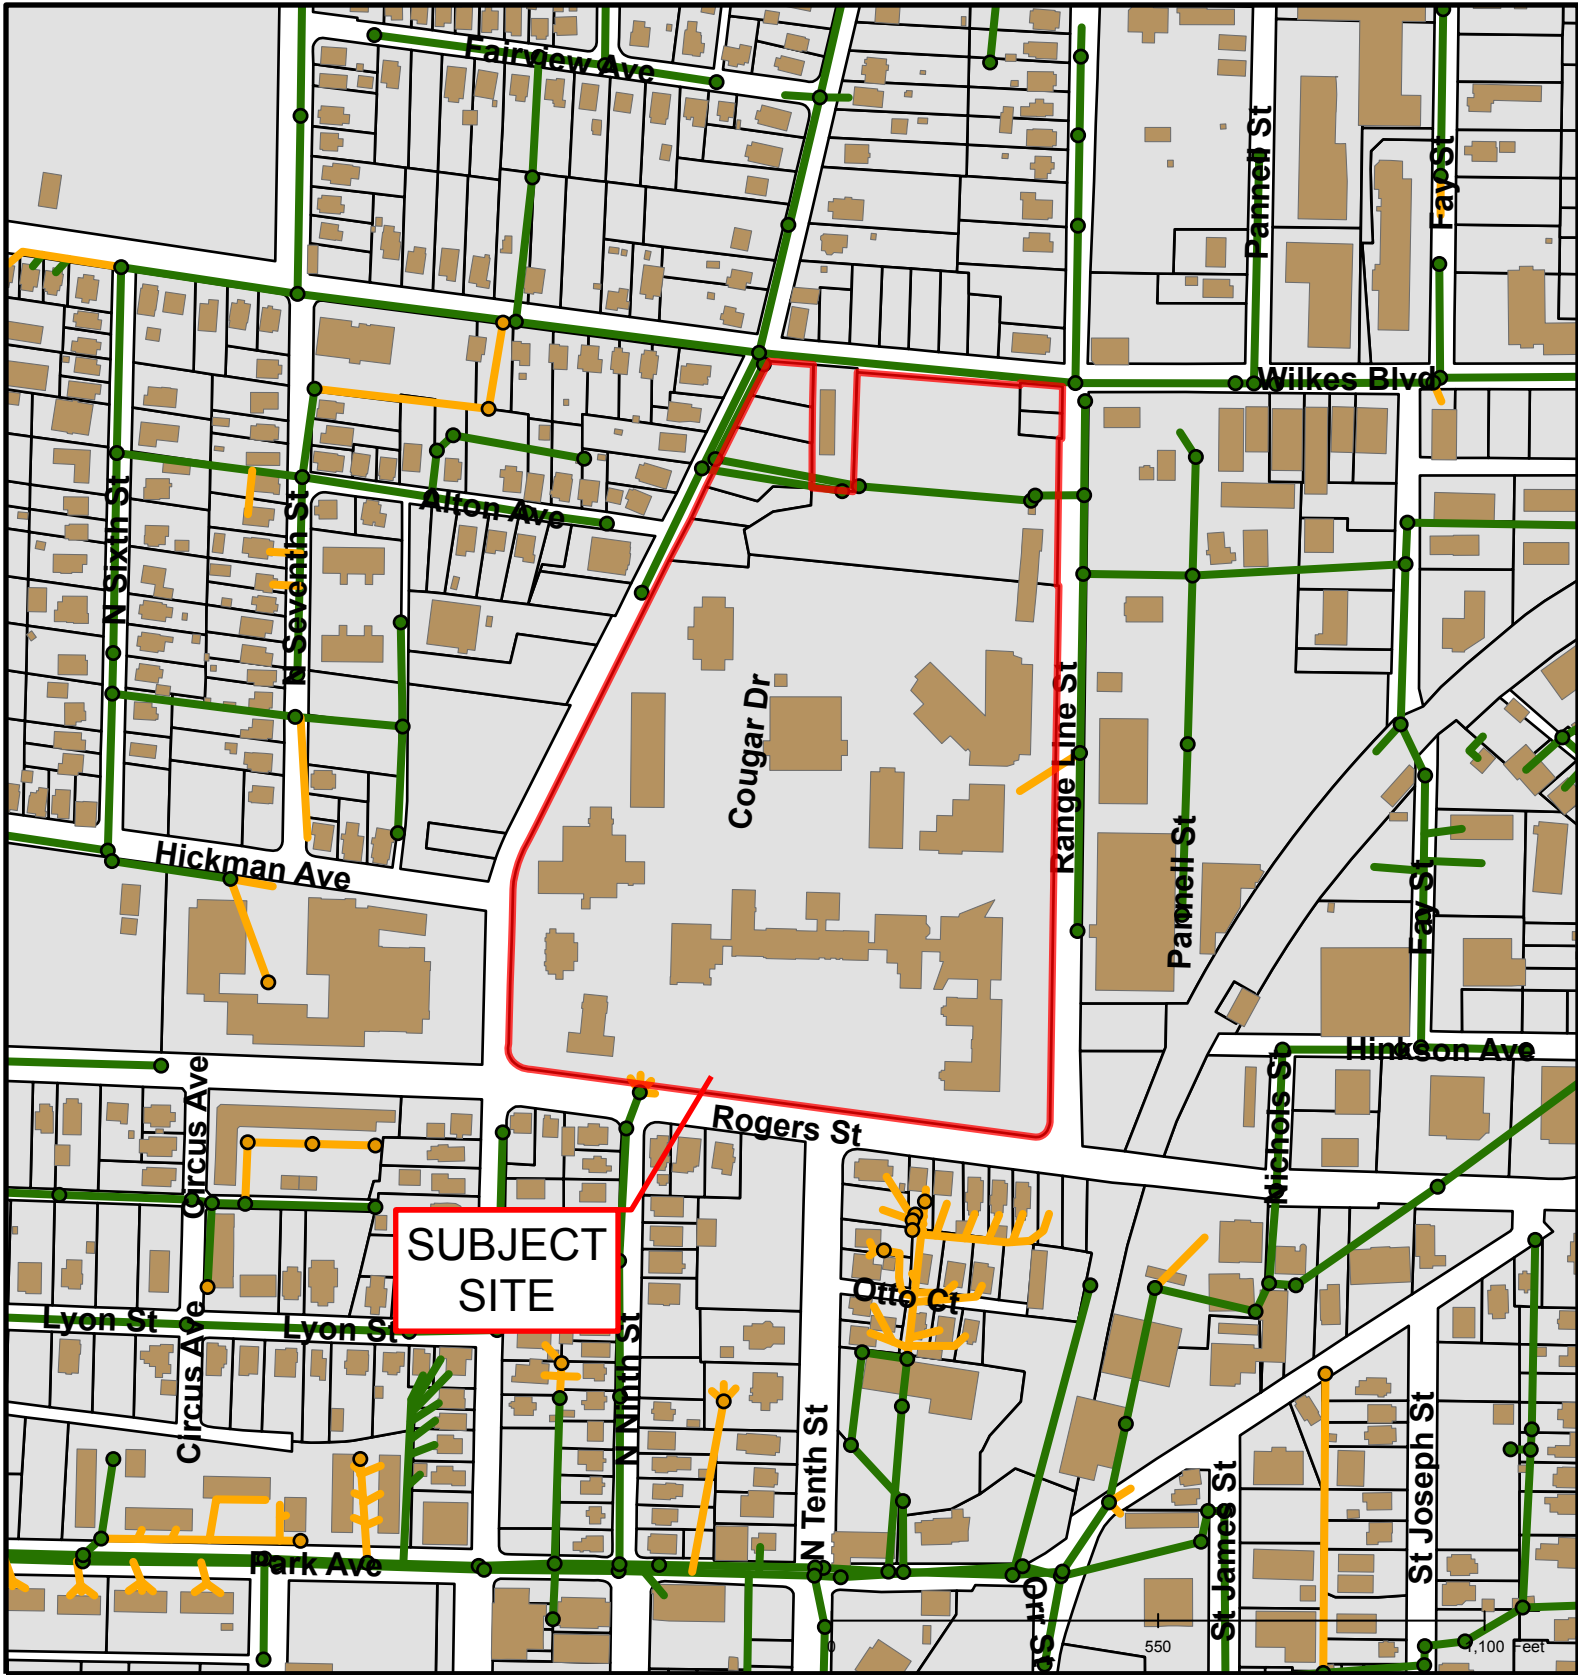 Fairview Ave
Pannell St
Fay St
Wilkes Blvd
Alton Ave
N Sixth St
N Seventh St
Cougar Dr
Range Line St
Pannell St
Fay St
Hickman Ave
Hinkson Ave
Circus Ave
Rogers St
Nichols St
SUBJECT
SITE
Otto Ct
Lyon St
Lyon St
Circus Ave
N Ninth St
N Tenth St
St James St
St Joseph St
Park Ave
Orr St
0 550 1,100 Feet